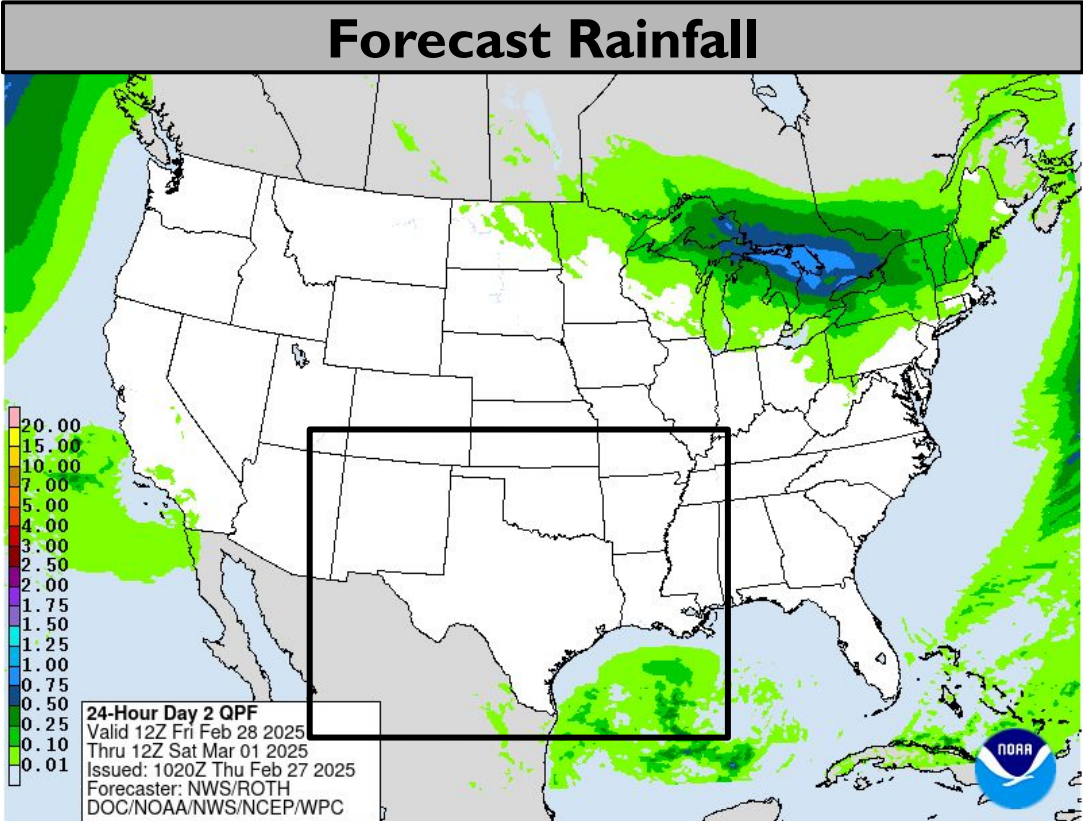 Forecast Rainfall
20.00
15.00
10.00
7.00
5.00
4.00
3.00
2.50
2.00
1.75
1.50
1.25
1.00
0.75
0.50
0.25
0.10
0.01
24-Hour Day 2 QPF
Valid 12Z Fri Feb 28 2025
Thru 12Z Sat Mar 01 2025
Issued: 1020Z Thu Feb 27 2025
Forecaster: NWS/ROTH
DOC/NOAA/NWS/NCEP/WPC
NOAA